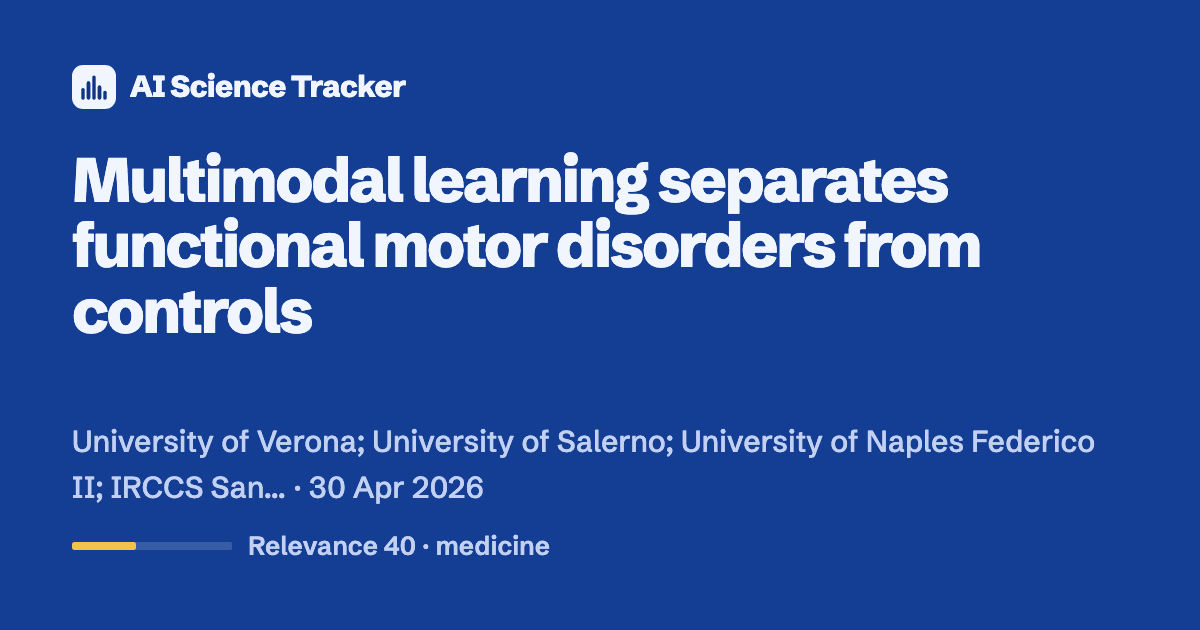 AI Science Tracker
Multimodal learning separates
functional motor disorders from
controls
University of Verona; University of Salerno; University of Naples Federico
II; IRCCS San... · 30 Apr 2026
Relevance 40 · medicine